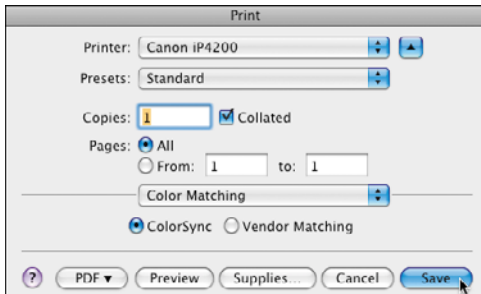 Print
Printer: Canon iP4200
Presets: Standard
Copies: 1 Collated
Pages: All
From: 1 to: 1
Color Matching
ColorSync Vendor Matching
? PDF ▼ Preview Supplies... Cancel Save